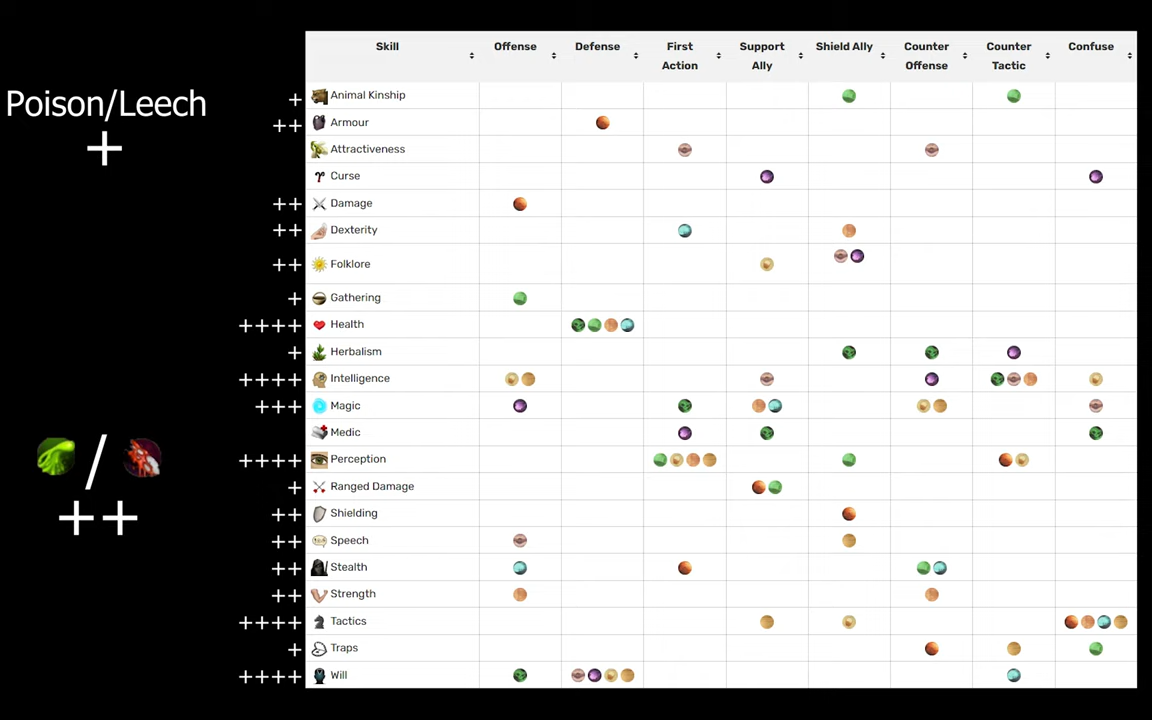 Poison/Leech
+
/
++
Skill Offense Defense First Action Support Ally Shield Ally Counter Offense Counter Tactic Confuse
+ Animal Kinship
++ Armour
Attractiveness
Curse
++ Damage
++ Dexterity
++ Folklore
+ Gathering
++++ Health
+ Herbalism
++++ Intelligence
+++ Magic
Medic
++++ Perception
+ Ranged Damage
++ Shielding
++ Speech
++ Stealth
++ Strength
++++ Tactics
+ Traps
++++ Will